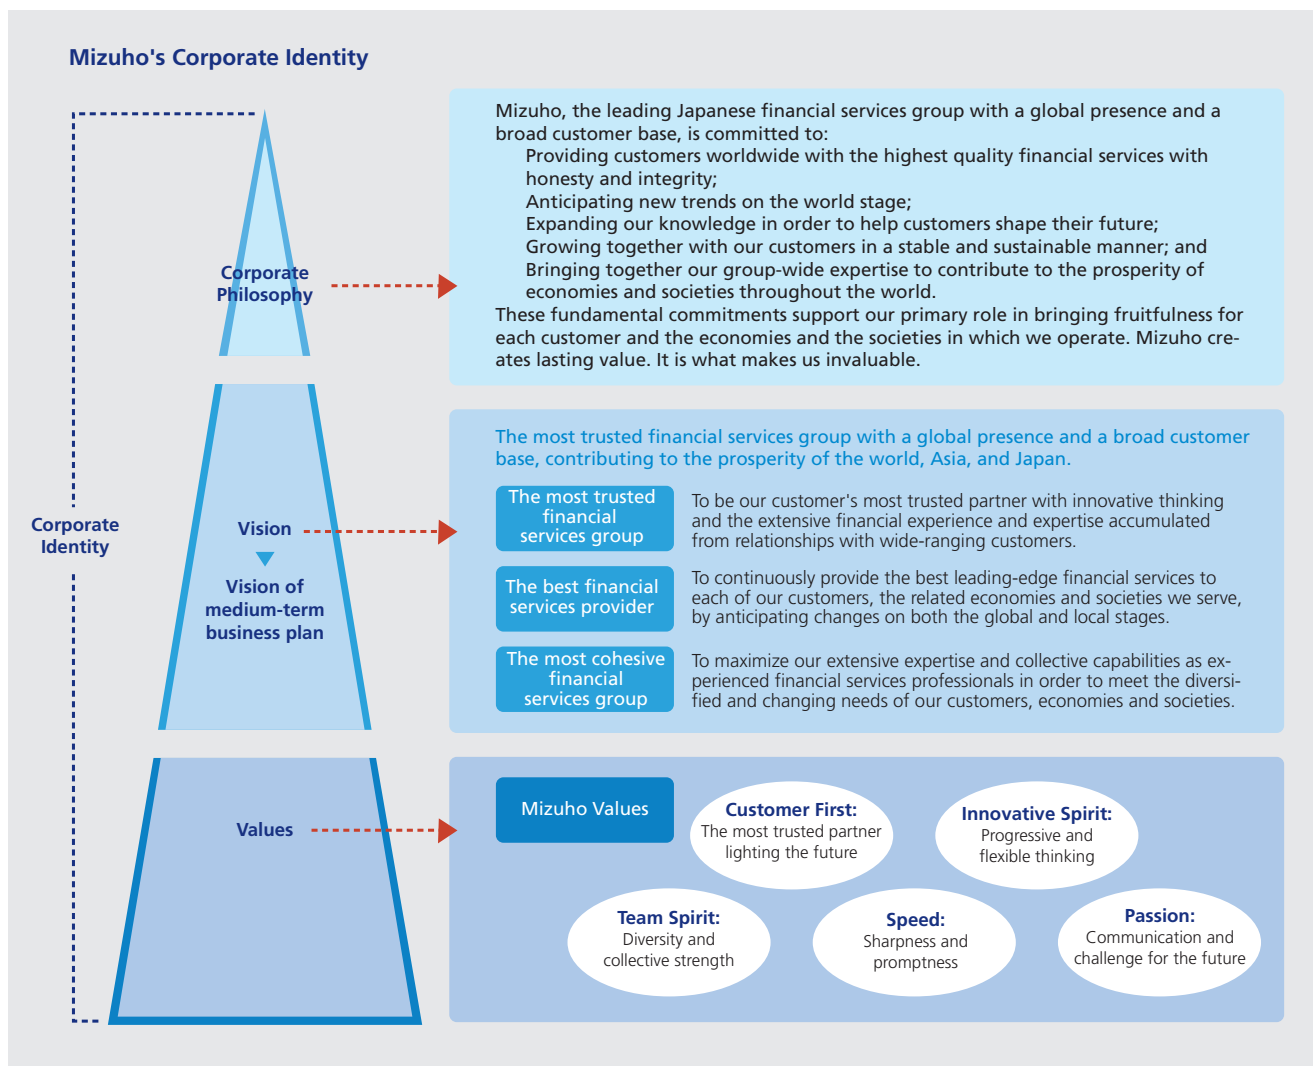 Mizuho's Corporate Identity
Corporate
Identity
Corporate
Philosophy
Mizuho, the leading Japanese financial services group with a global presence and a
broad customer base, is committed to:
Providing customers worldwide with the highest quality financial services with
honesty and integrity;
Anticipating new trends on the world stage;
Expanding our knowledge in order to help customers shape their future;
Growing together with our customers in a stable and sustainable manner; and
Bringing together our group-wide expertise to contribute to the prosperity of
economies and societies throughout the world.
These fundamental commitments support our primary role in bringing fruitfulness for
each customer and the economies and the societies in which we operate. Mizuho cre-
ates lasting value. It is what makes us invaluable.
Vision
Vision of
medium-term
business plan
The most trusted financial services group with a global presence and a broad customer
base, contributing to the prosperity of the world, Asia, and Japan.
The most trusted
financial
services group
To be our customer's most trusted partner with innovative thinking
and the extensive financial experience and expertise accumulated
from relationships with wide-ranging customers.
The best financial
services provider
To continuously provide the best leading-edge financial services to
each of our customers, the related economies and societies we serve,
by anticipating changes on both the global and local stages.
The most cohesive
financial
services group
To maximize our extensive expertise and collective capabilities as ex-
perienced financial services professionals in order to meet the diversi-
fied and changing needs of our customers, economies and societies.
Values
Mizuho Values
Customer First:
The most trusted partner
lighting the future
Innovative Spirit:
Progressive and
flexible thinking
Team Spirit:
Diversity and
collective strength
Speed:
Sharpness and
promptness
Passion:
Communication and
challenge for the future